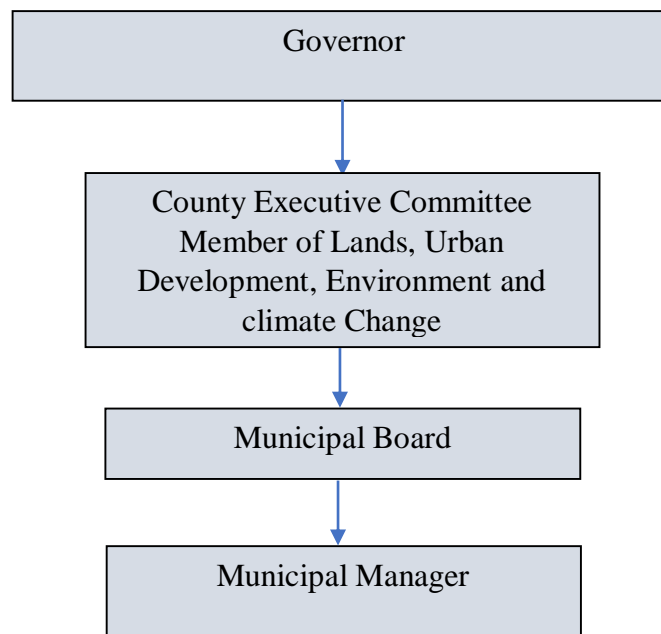 Governor
County Executive Committee
Member of Lands, Urban
Development, Environment and
climate Change
Municipal Board
Municipal Manager